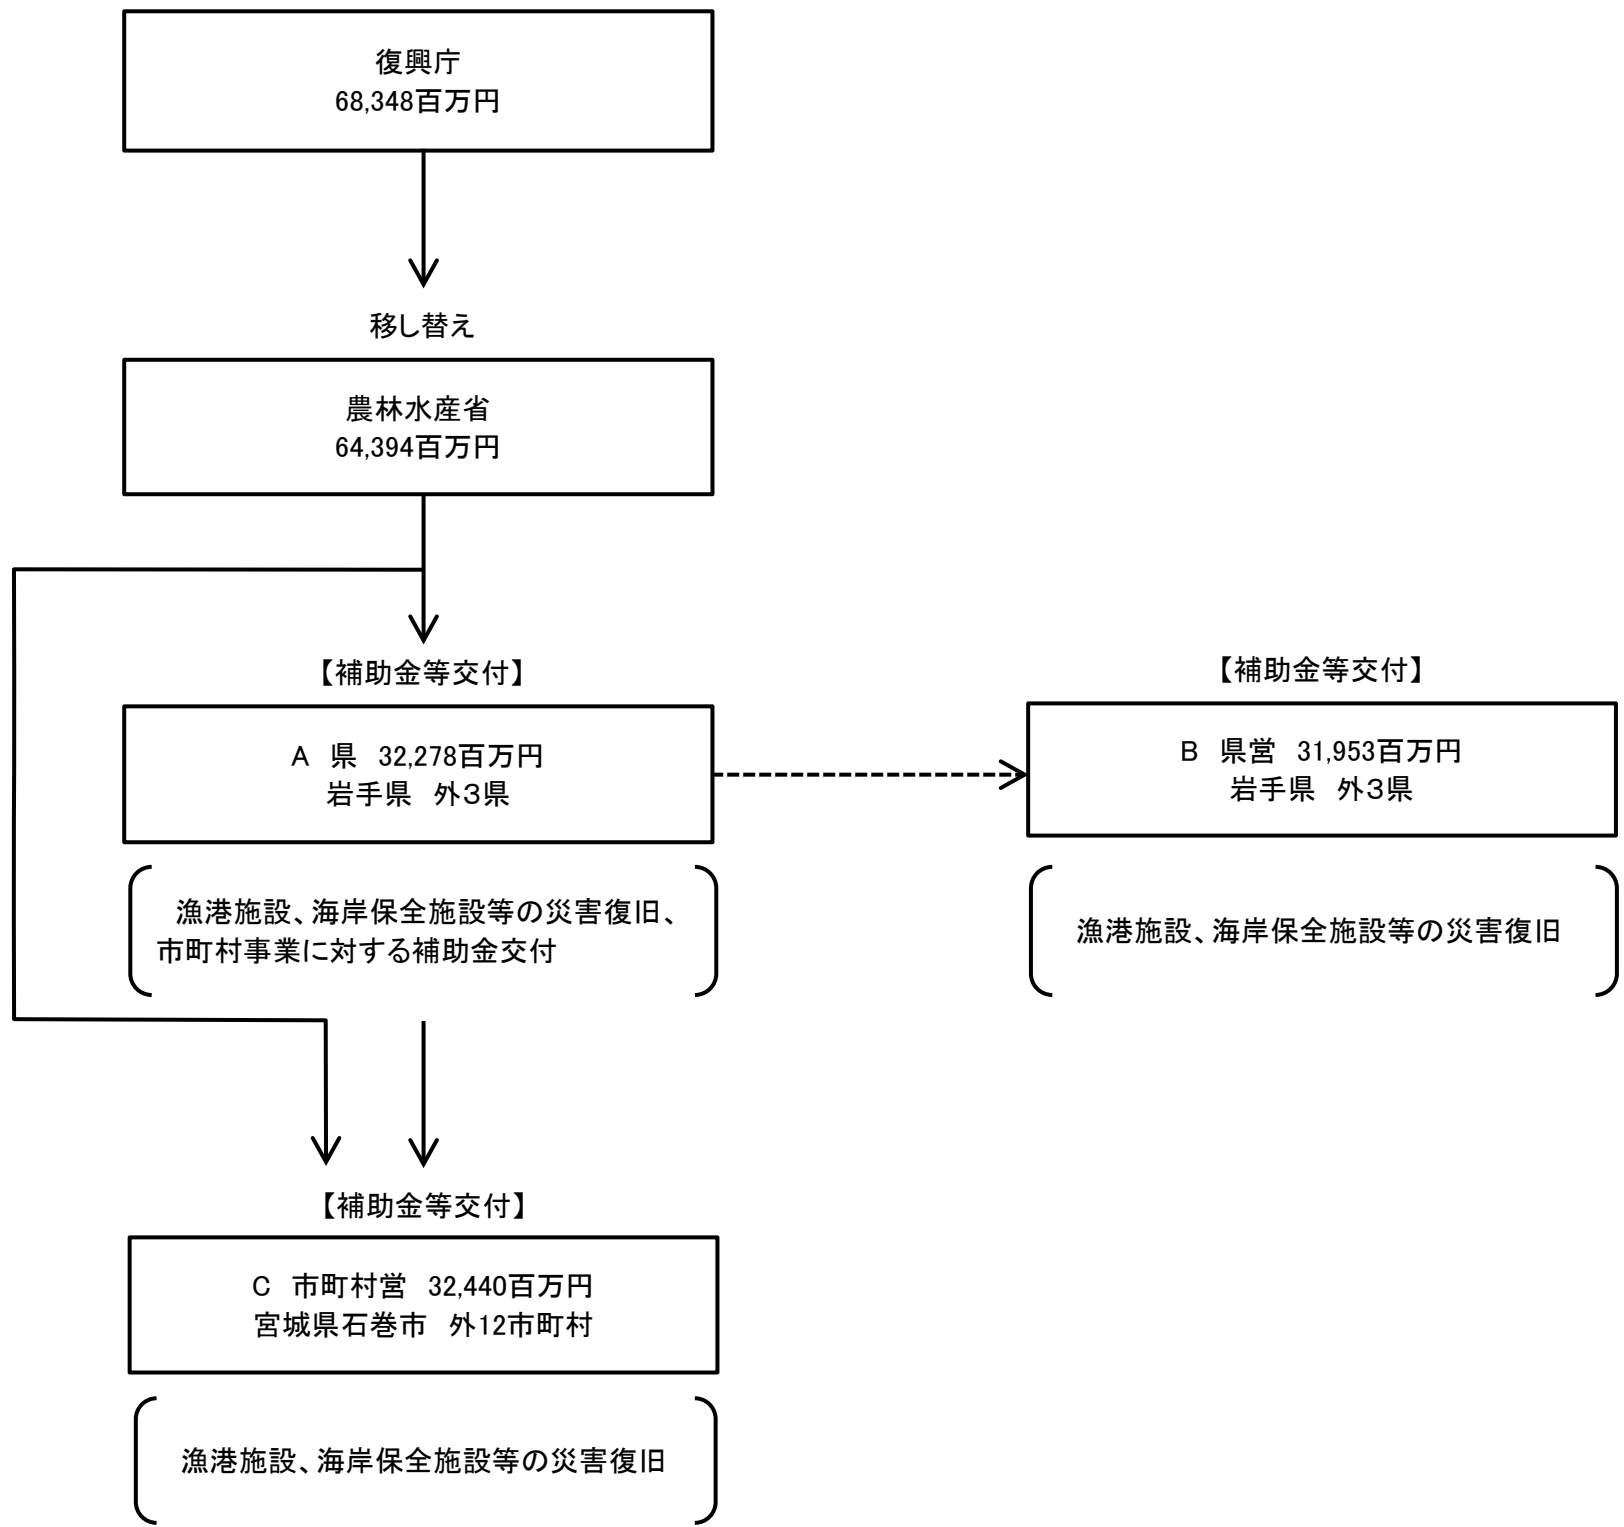 復興庁
68,348百万円
移し替え
農林水産省
64,394百万円
【補助金等交付】
A　県　32,278百万円
岩手県　外３県
漁港施設、海岸保全施設等の災害復旧、
市町村事業に対する補助金交付
【補助金等交付】
B　県営　31,953百万円
岩手県　外３県
漁港施設、海岸保全施設等の災害復旧
【補助金等交付】
C　市町村営　32,440百万円
宮城県石巻市　外12市町村
漁港施設、海岸保全施設等の災害復旧